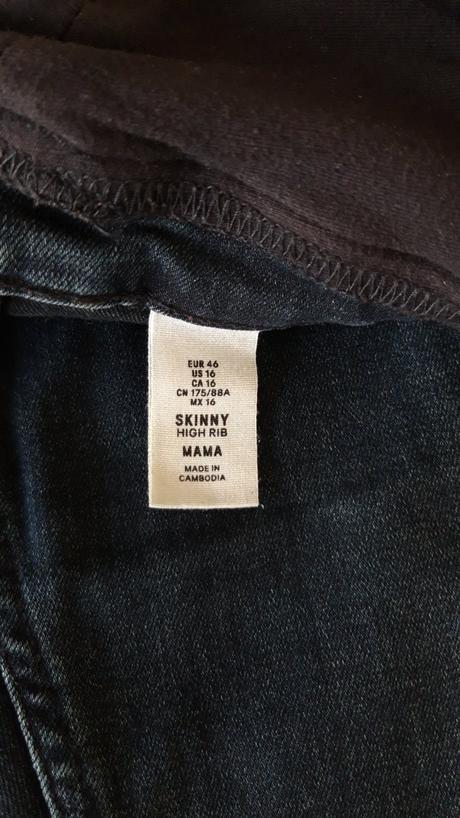 EUR 46
US 16
CA 16
CN 175/88A
MX 16
SKINNY
HIGH RIB
MAMA
MADE IN
CAMBODIA